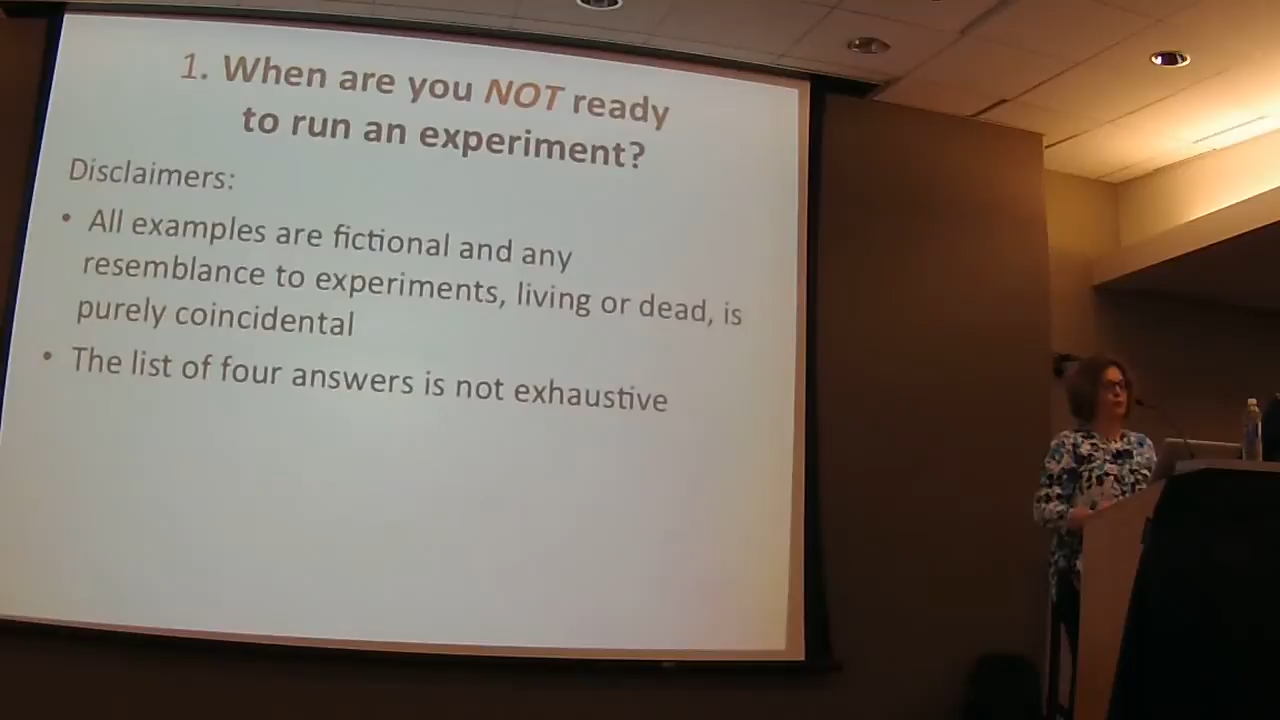 1. When are you NOT ready
to run an experiment?
Disclaimers:
• All examples are fictional and any
resemblance to experiments, living or dead, is
purely coincidental
• The list of four answers is not exhaustive